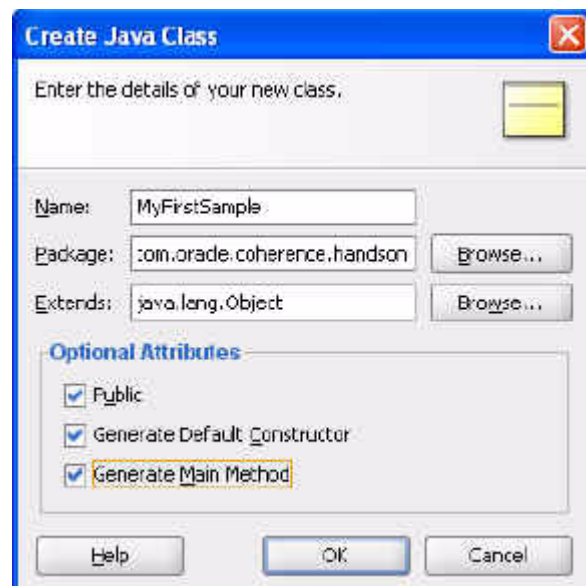 Create Java Class
Enter the details of your new class.
Name: MyFirstSample
Package: com.oracle.coherence.handson Browse...
Extends: java.lang.Object Browse...
Optional Attributes
Public
Generate Default Constructor
Generate Main Method
Help OK Cancel